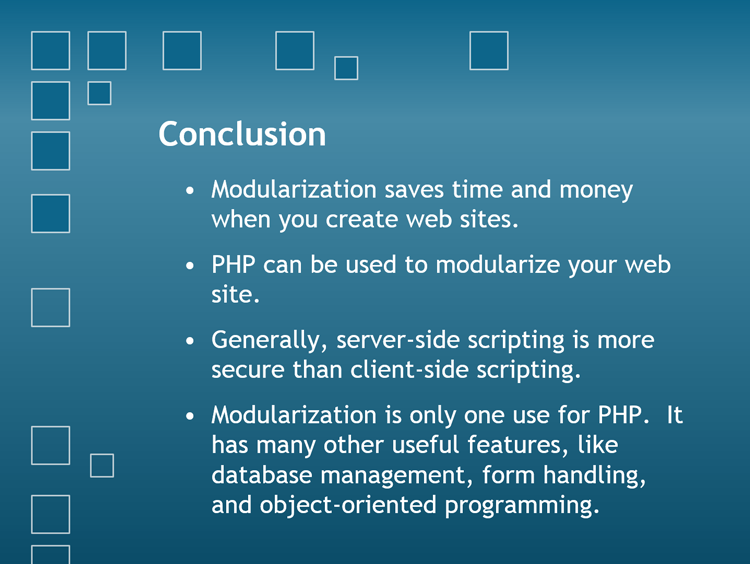 Conclusion
• Modularization saves time and money
when you create web sites.
• PHP can be used to modularize your web
site.
• Generally, server-side scripting is more
secure than client-side scripting.
• Modularization is only one use for PHP.  It
has many other useful features, like
database management, form handling,
and object-oriented programming.